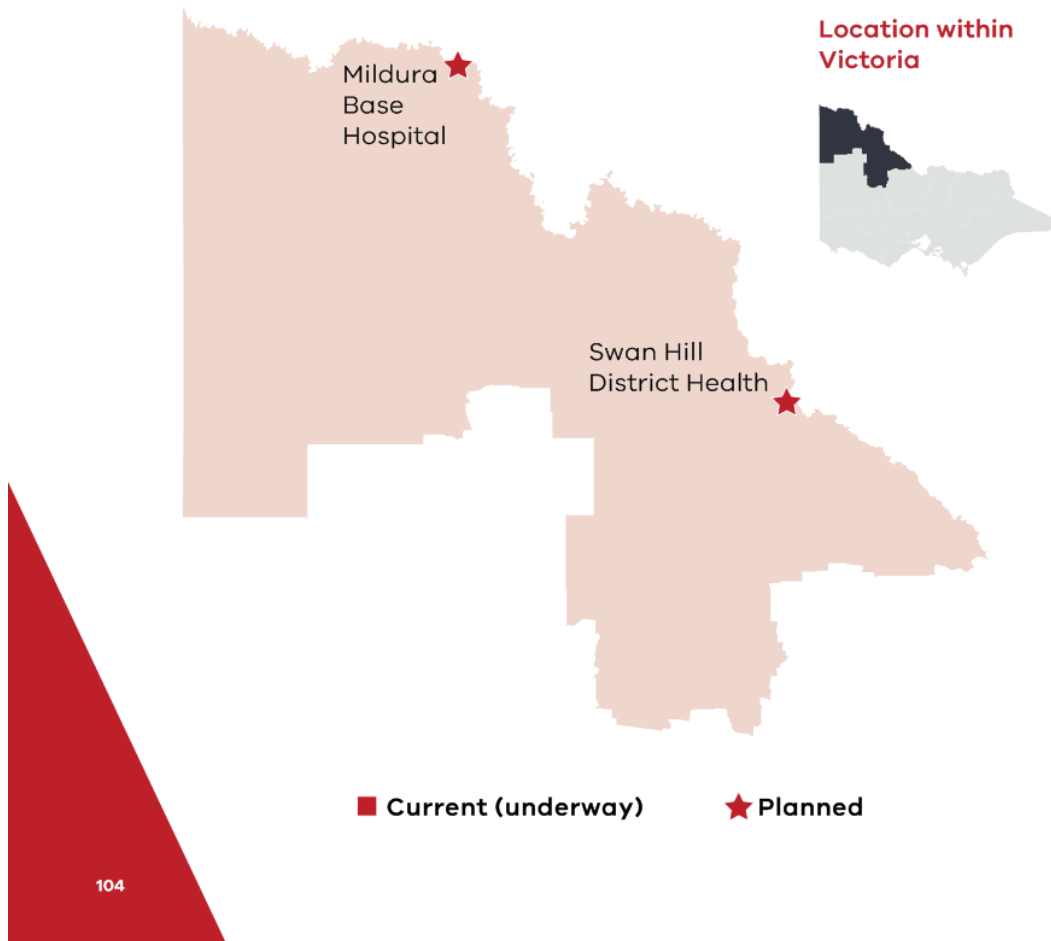 Location within
Victoria
Mildura
Base
Hospital
Swan Hill
District Health
Current (underway)
Planned
104